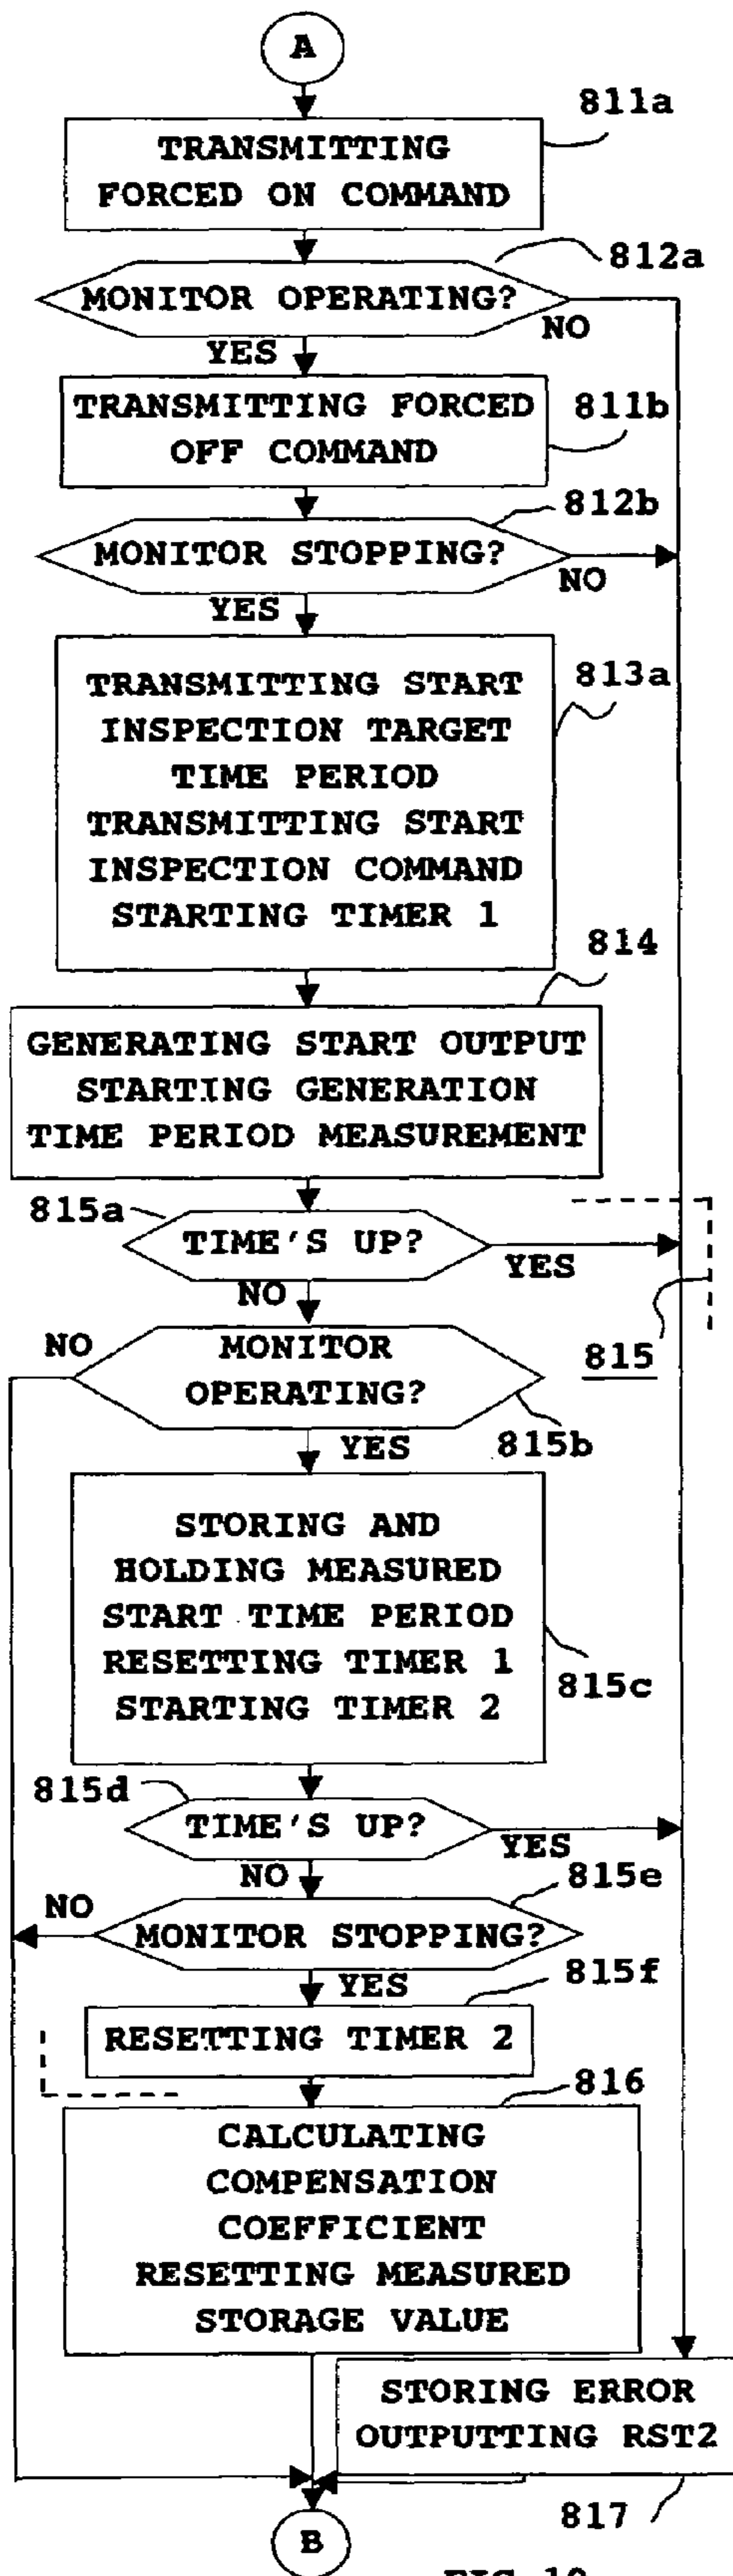 A
811a
TRANSMITTING
FORCED ON COMMAND
812a
MONITOR OPERATING?
NO
YES
TRANSMITTING FORCED
OFF COMMAND
811b
812b
MONITOR STOPPING?
NO
YES
TRANSMITTING START
INSPECTION TARGET
TIME PERIOD
TRANSMITTING START
INSPECTION COMMAND
STARTING TIMER 1
813a
814
GENERATING START OUTPUT
STARTING GENERATION
TIME PERIOD MEASUREMENT
815a
TIME'S UP?
YES
NO
815
NO
MONITOR
OPERATING?
815b
YES
STORING AND
HOLDING MEASURED
START TIME PERIOD
RESETTING TIMER 1
STARTING TIMER 2
815c
815d
TIME'S UP?
YES
NO
815e
NO
MONITOR STOPPING?
YES
815f
RESETTING TIMER 2
816
CALCULATING
COMPENSATION
COEFFICIENT
RESETTING MEASURED
STORAGE VALUE
STORING ERROR
OUTPUTTING RST2
817
B
FIG.10